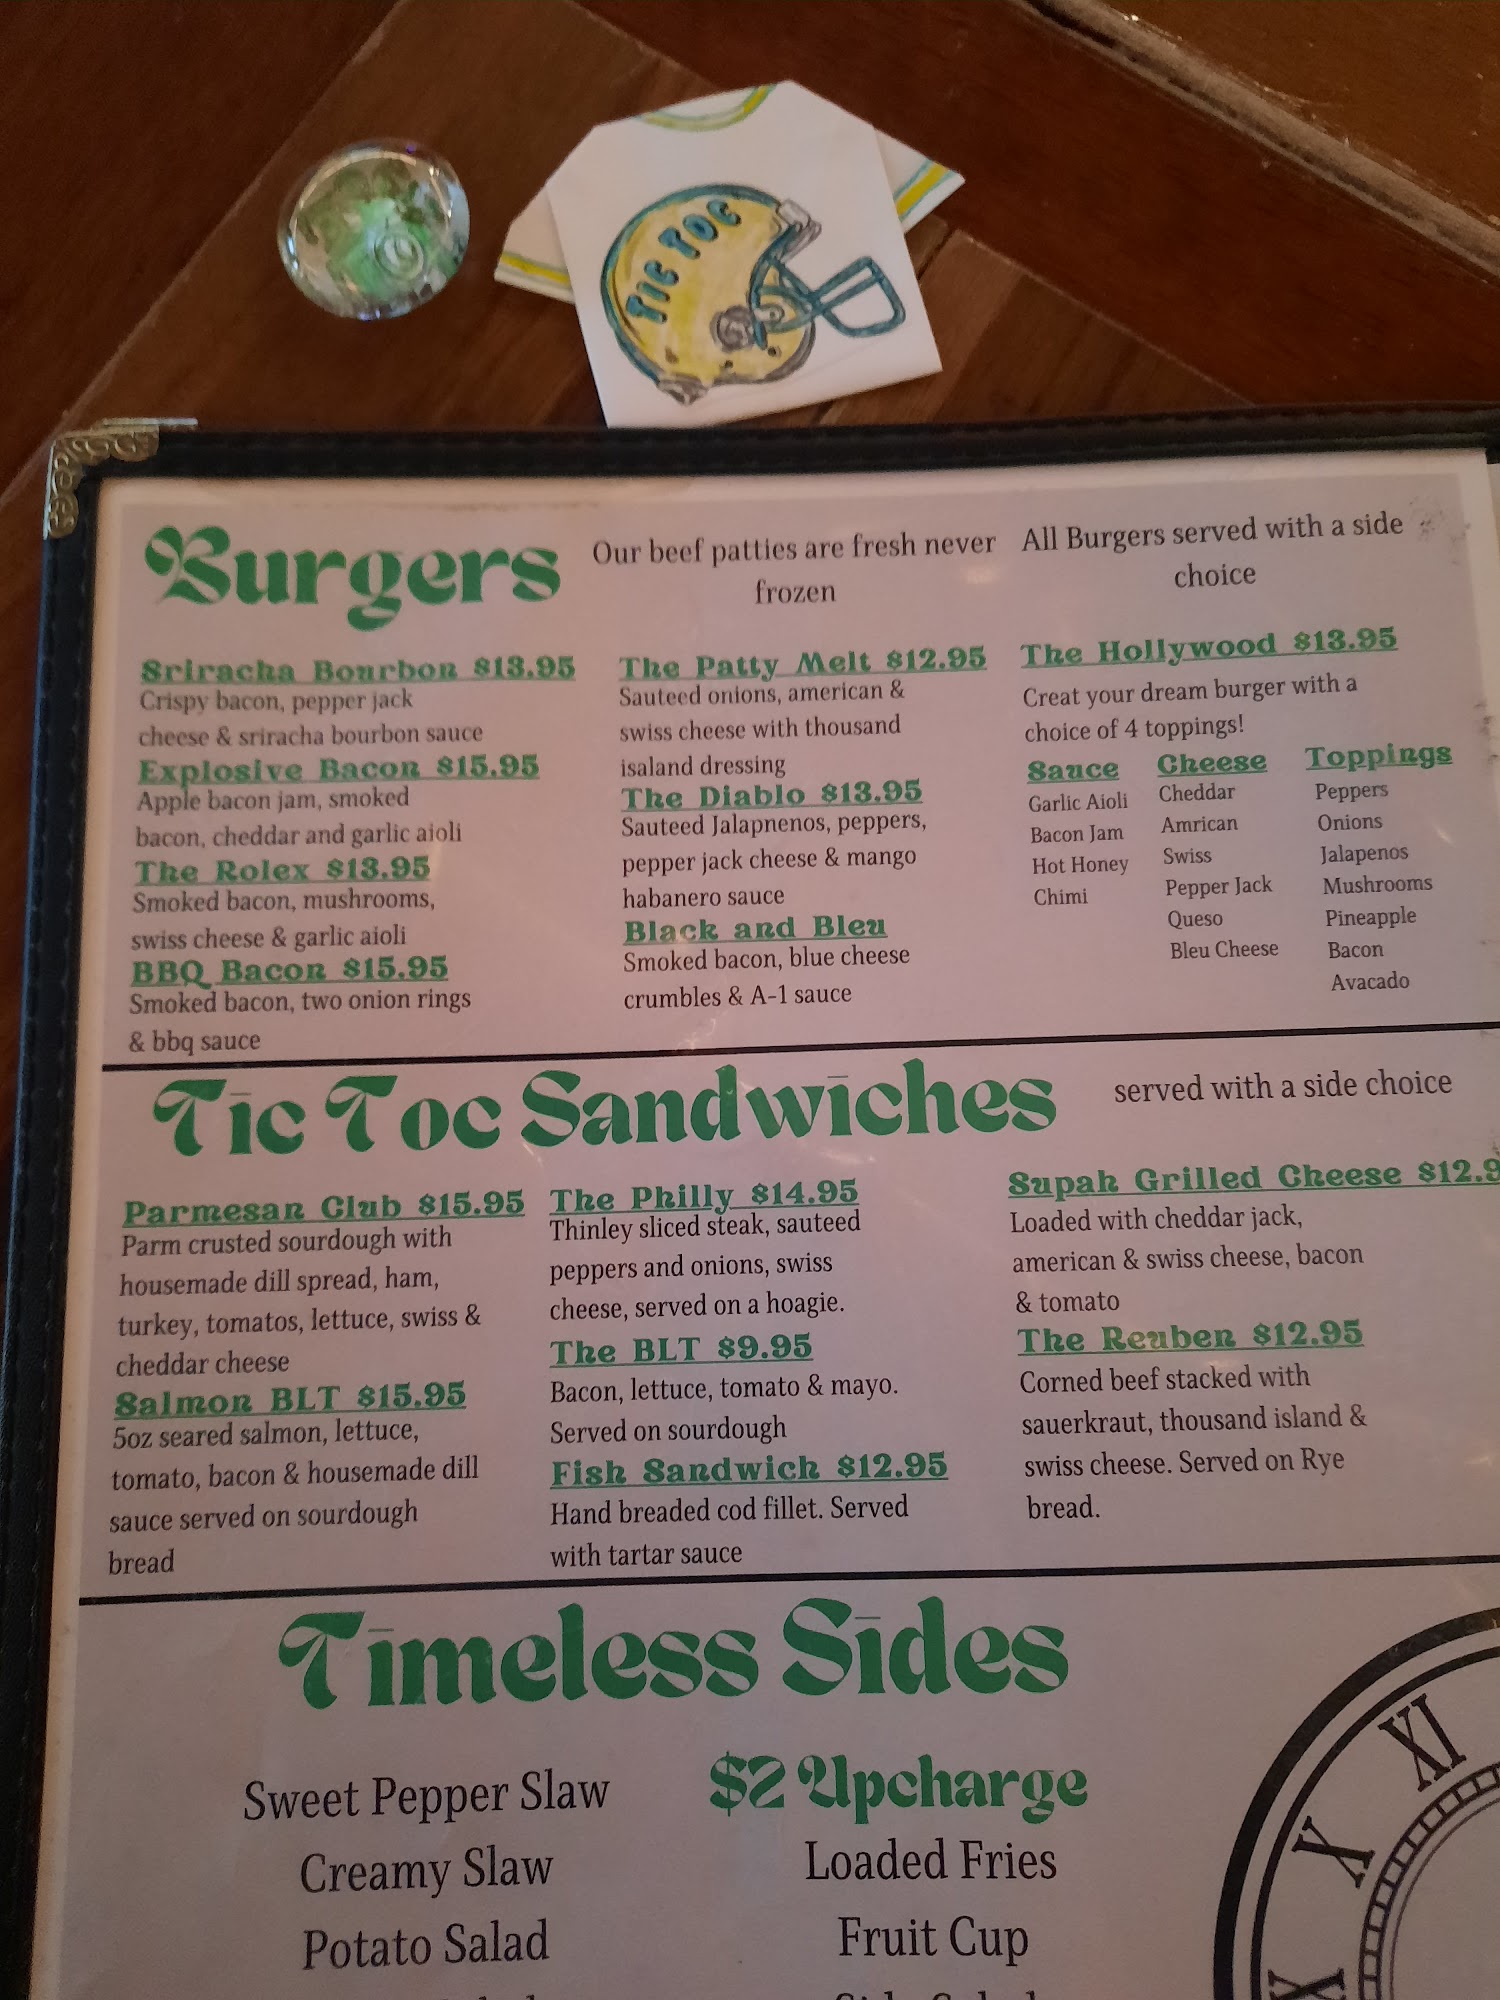 TIC TOC
Burgers
Our beef patties are fresh never
frozen
All Burgers served with a side
choice
Sriracha Bourbon $13.95
Crispy bacon, pepper jack
cheese & sriracha bourbon sauce
Explosive Bacon $15.95
Apple bacon jam, smoked
bacon, cheddar and garlic aioli
The Rolex $13.95
Smoked bacon, mushrooms,
swiss cheese & garlic aioli
BBQ Bacon $15.95
Smoked bacon, two onion rings
& bbq sauce
The Patty Melt $12.95
Sauteed onions, american &
swiss cheese with thousand
isaland dressing
The Diablo $13.95
Sauteed Jalapnenos, peppers,
pepper jack cheese & mango
habanero sauce
Black and Bleu
Smoked bacon, blue cheese
crumbles & A-1 sauce
The Hollywood $13.95
Creat your dream burger with a
choice of 4 toppings!
Sauce
Garlic Aioli
Bacon Jam
Hot Honey
Chimi
Cheese
Cheddar
Amrican
Swiss
Pepper Jack
Queso
Bleu Cheese
Toppings
Peppers
Onions
Jalapenos
Mushrooms
Pineapple
Bacon
Avacado
Tic Toc Sandwiches
served with a side choice
Parmesan Club $15.95
Parm crusted sourdough with
housemade dill spread, ham,
turkey, tomatos, lettuce, swiss &
cheddar cheese
Salmon BLT $15.95
5oz seared salmon, lettuce,
tomato, bacon & housemade dill
sauce served on sourdough
bread
The Philly $14.95
Thinley sliced steak, sauteed
peppers and onions, swiss
cheese, served on a hoagie.
The BLT $9.95
Bacon, lettuce, tomato & mayo.
Served on sourdough
Fish Sandwich $12.95
Hand breaded cod fillet. Served
with tartar sauce
Supah Grilled Cheese $12.9
Loaded with cheddar jack,
american & swiss cheese, bacon
& tomato
The Reuben $12.95
Corned beef stacked with
sauerkraut, thousand island &
swiss cheese. Served on Rye
bread.
Timeless Sides
Sweet Pepper Slaw
Creamy Slaw
Potato Salad
$2 Upcharge
Loaded Fries
Fruit Cup
XI
X